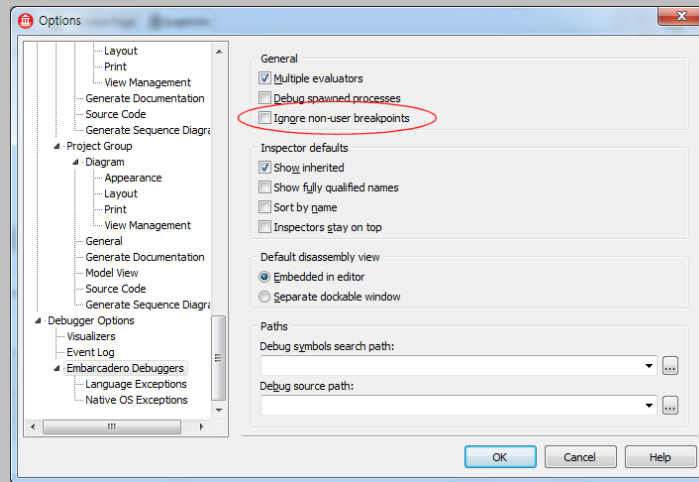 Options
Layout
Print
View Management
Generate Documentation
Source Code
Generate Sequence Diagra
Project Group
Diagram
Appearance
Layout
Print
View Management
General
Generate Documentation
Model View
Source Code
Generate Sequence Diagra
Debugger Options
Visualizers
Event Log
Embarcadero Debuggers
Language Exceptions
Native OS Exceptions
General
Multiple evaluators
Debug spawned processes
Ignore non-user breakpoints
Inspector defaults
Show inherited
Show fully qualified names
Sort by name
Inspectors stay on top
Default disassembly view
Embedded in editor
Separate dockable window
Paths
Debug symbols search path:
...
Debug source path:
...
OK Cancel Help